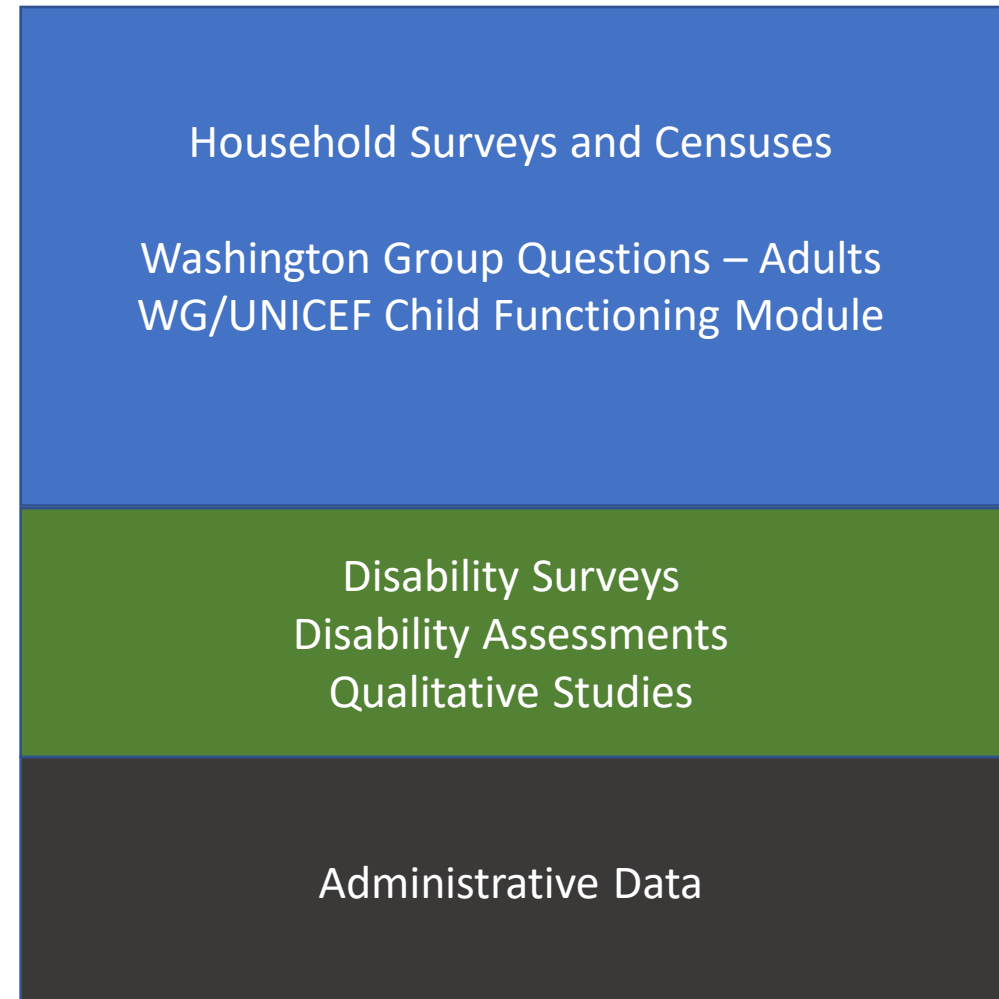 Household Surveys and Censuses
Washington Group Questions – Adults
WG/UNICEF Child Functioning Module
Disability Surveys
Disability Assessments
Qualitative Studies
Administrative Data